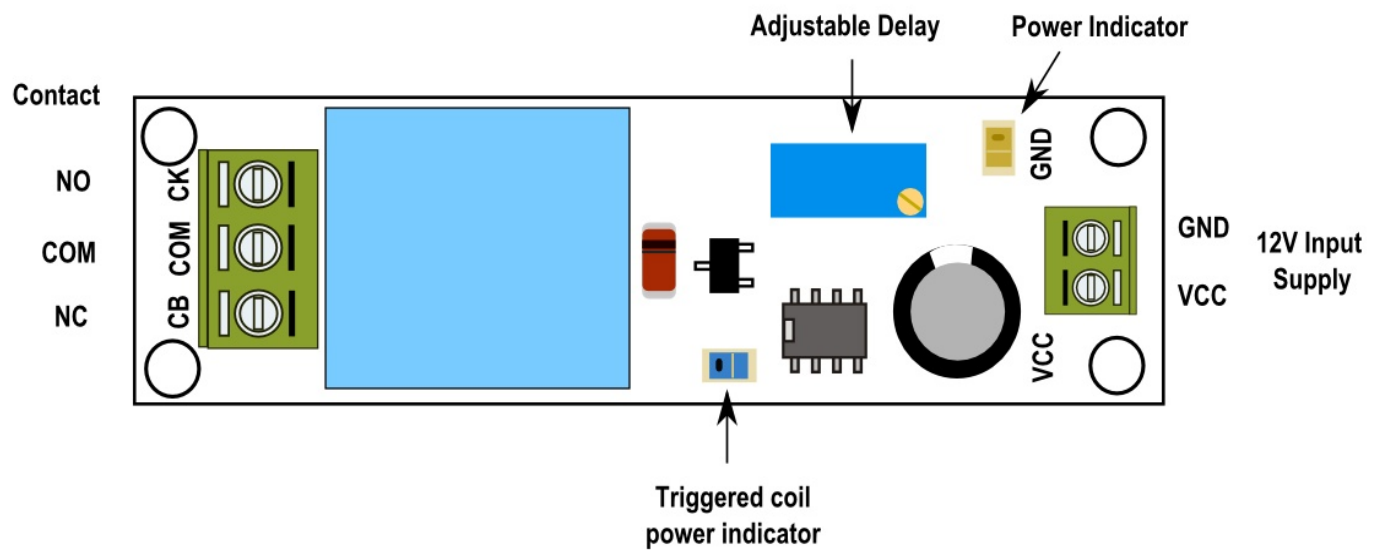 Adjustable Delay
Power Indicator
Contact
NO
COM
NC
CK
COM
CB
GND
VCC
GND
VCC
12V Input
Supply
Triggered coil
power indicator